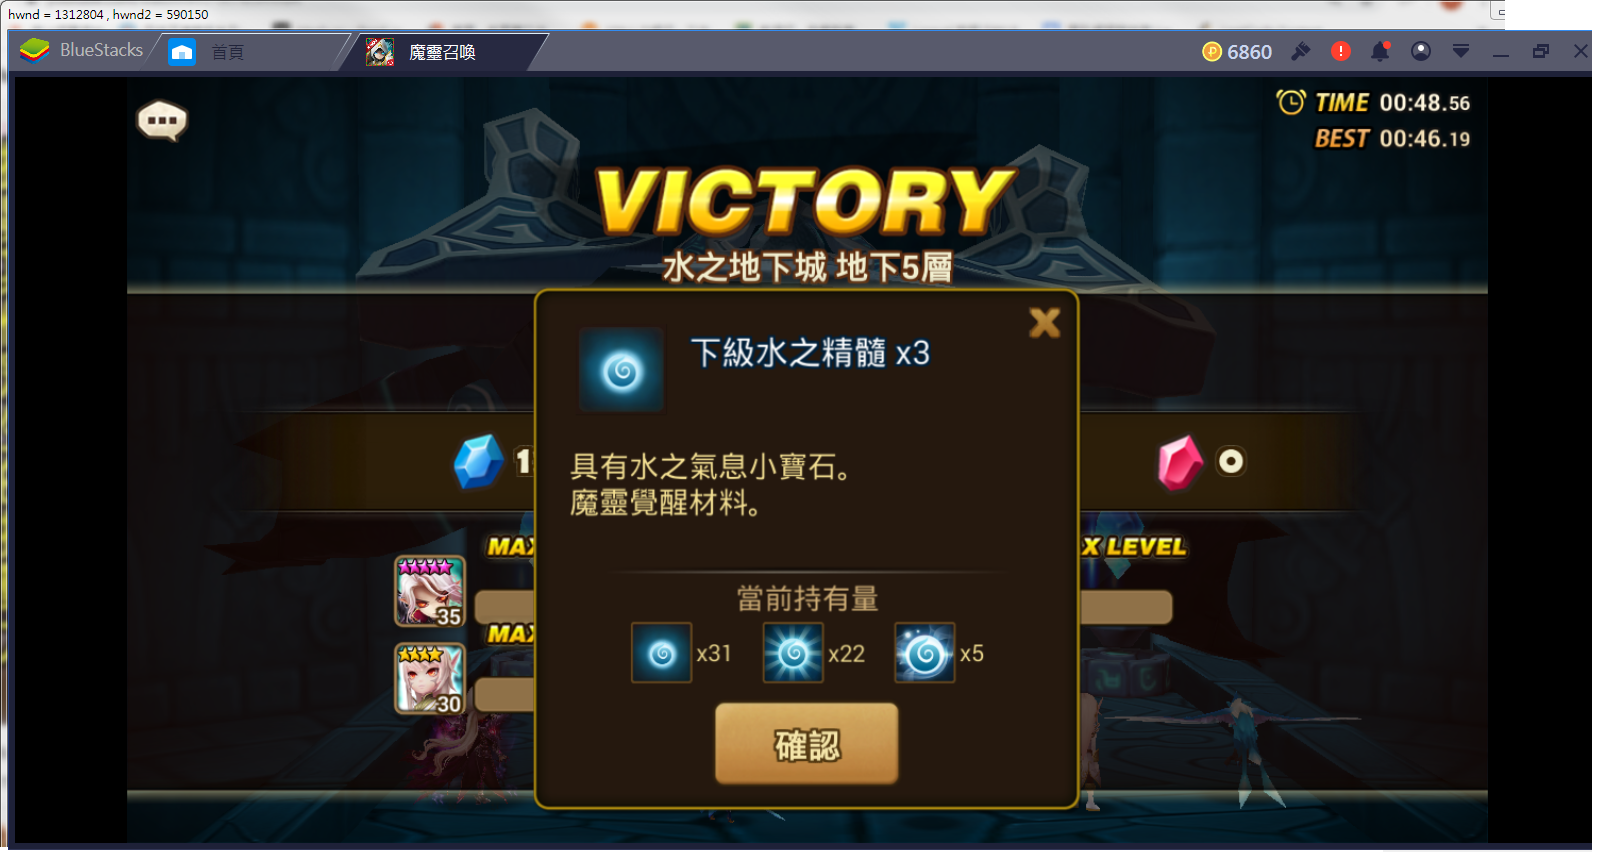 hwnd = 1312804 , hwnd2 = 590150
BlueStacks
首頁
魔靈召喚
6860
TIME 00:48.56
BEST 00:46.19
VICTORY
水之地下城 地下5層
下級水之精髓 x3
具有水之氣息小寶石。
魔靈覺醒材料。
0
MAX
X LEVEL
35
MAX
30
當前持有量
x31
x22
x5
確認